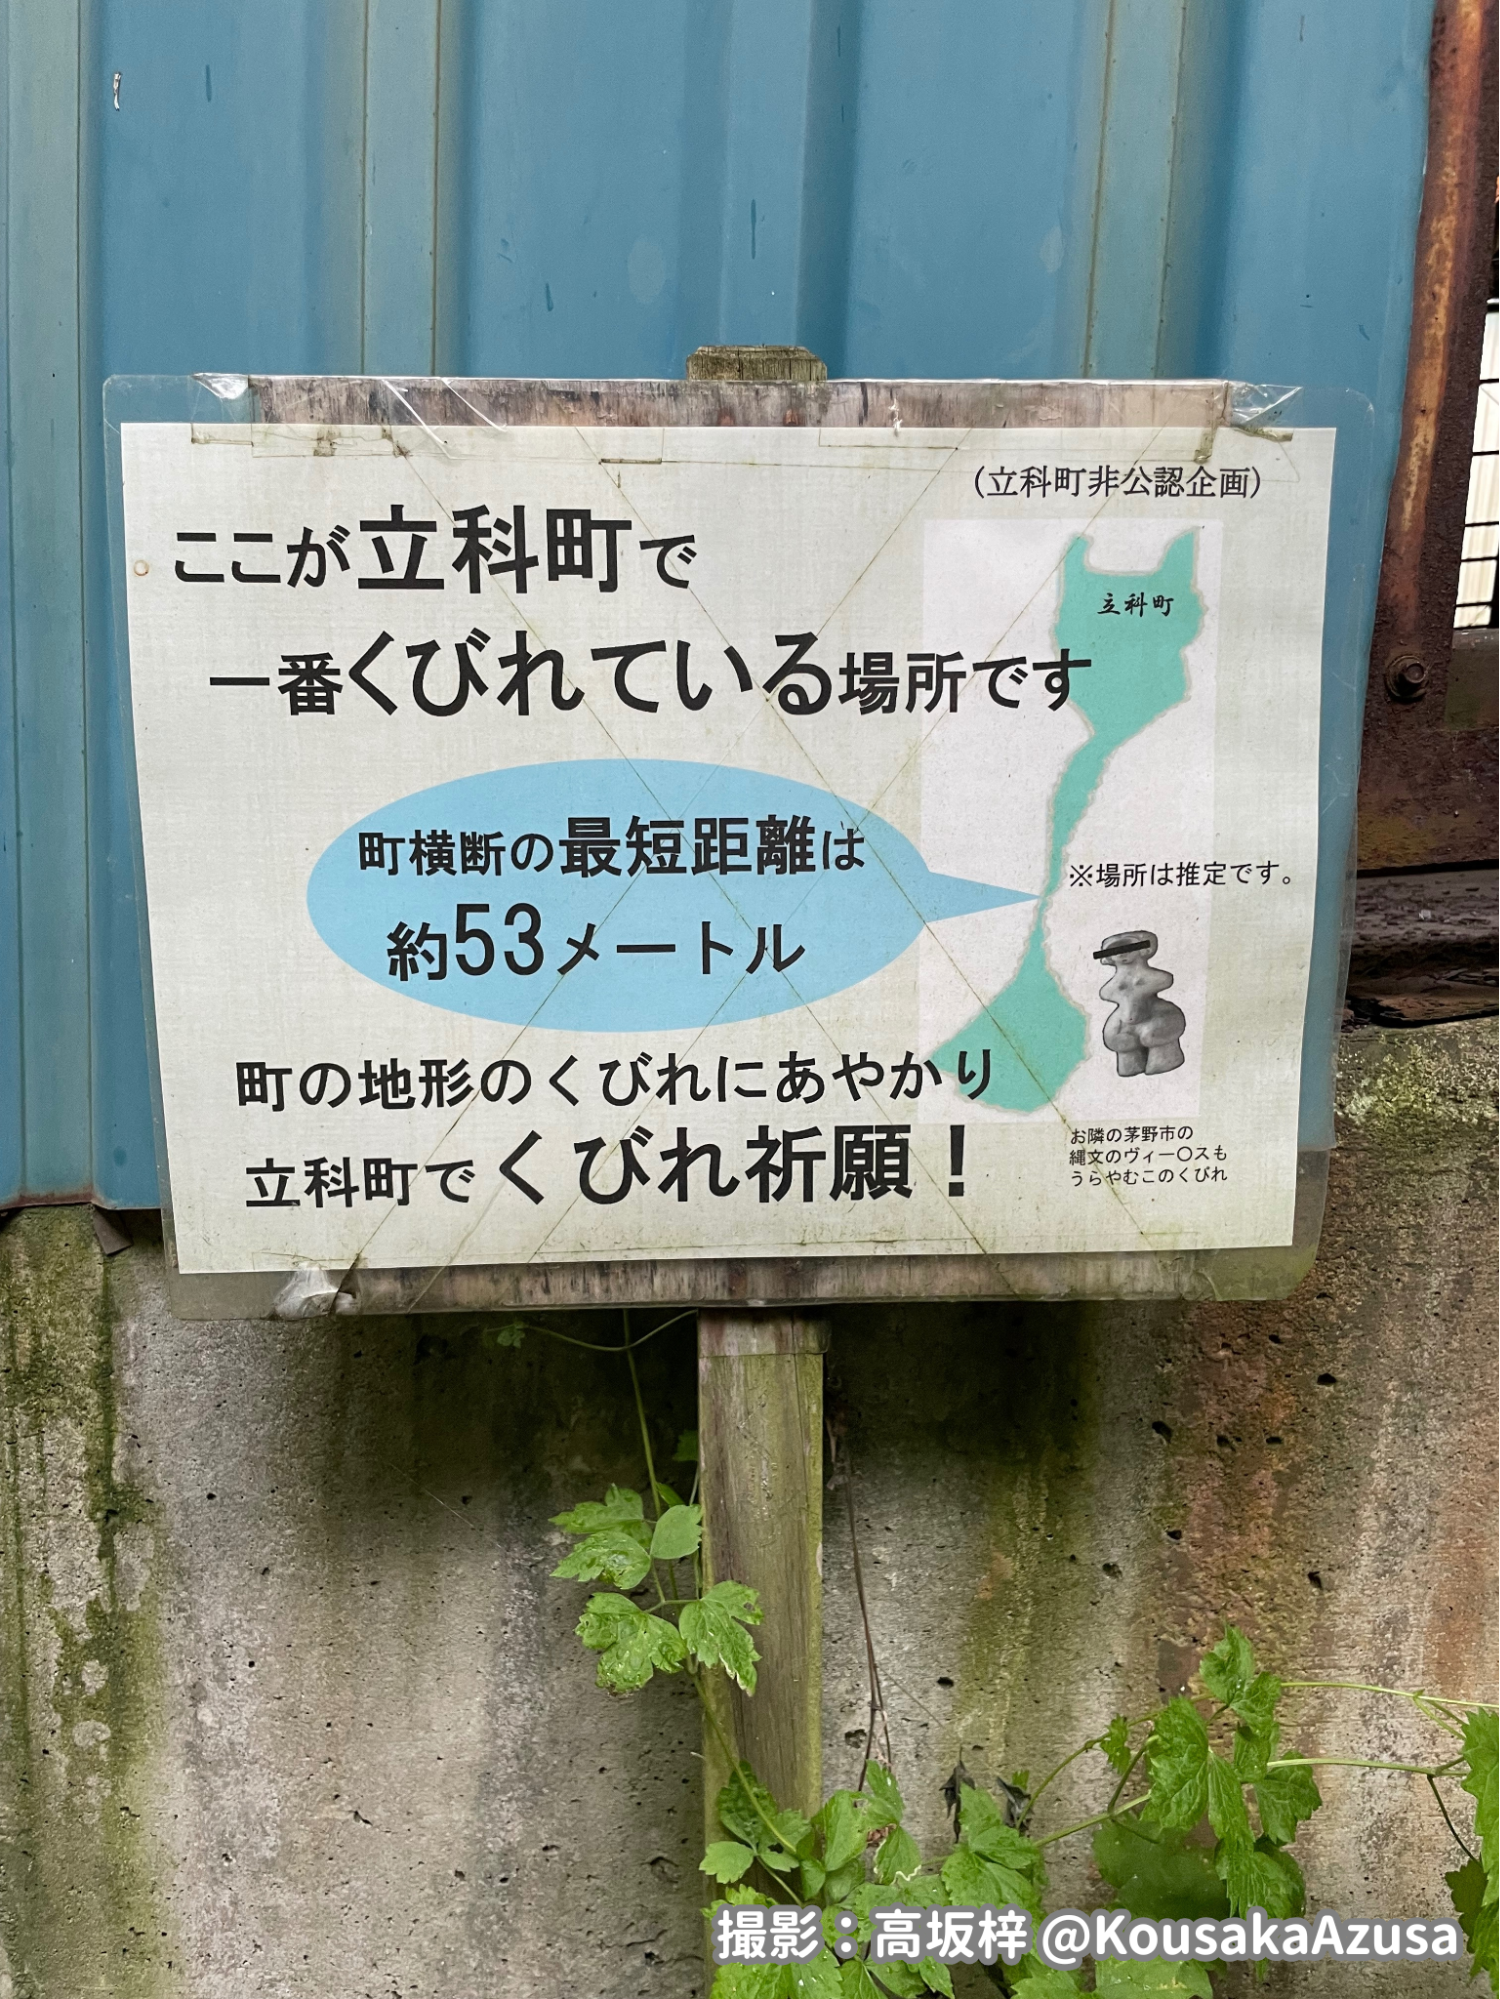 (立科町非公認企画)
ここが立科町で
一番くびれている場所です
立科町
町横断の最短距離は
約53メートル
※場所は推定です。
町の地形のくびれにあやかり
立科町でくびれ祈願!
お隣の茅野市の
縄文のヴィー〇スも
うらやむこのくびれ
撮影:高坂梓 @KousakaAzusa